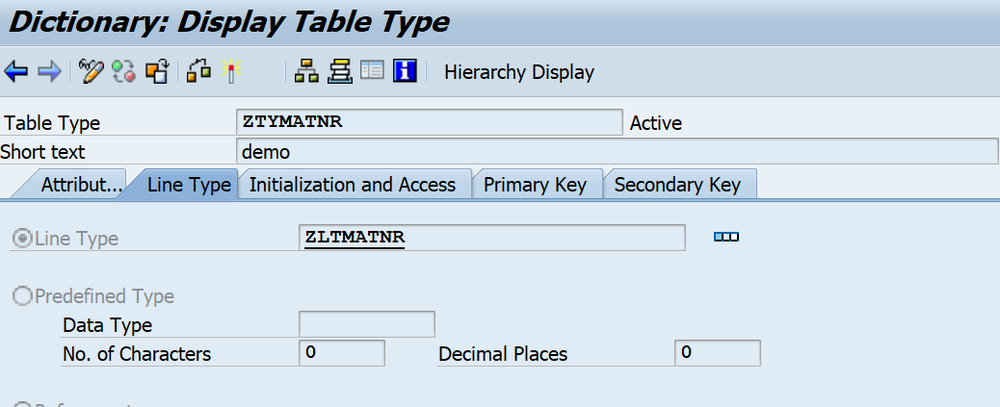 Dictionary: Display Table Type
Hierarchy Display
Table Type ZTYMATNR Active
Short text demo
Attribut... Line Type Initialization and Access Primary Key Secondary Key
Line Type ZLTMATNR
Predefined Type
Data Type
No. of Characters 0 Decimal Places 0